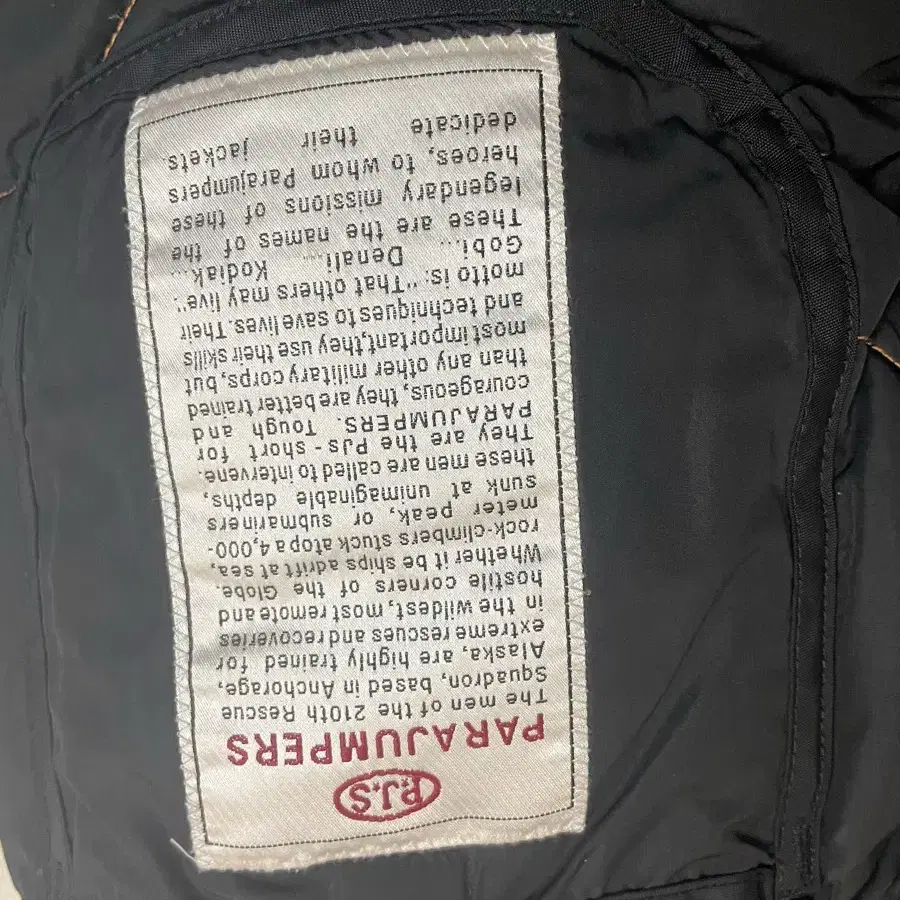 P.J.S
PARAJUMPERS
The men of the 210th Rescue
Squadron, based in Anchorage,
Alaska, are highly trained for
extreme rescues and recoveries
in the wildest, most remote and
hostile corners of the Globe.
Whether it be ships adrift at sea,
rock-climbers stuck atop a 4,000-
meter peak, or submariners
sunk at unimaginable depths,
these men are called to intervene.
They are the PJs - short for
PARAJUMPERS. Tough and
courageous, they are better trained
than any other military corps, but,
most important, they use their skills
and techniques to save lives. Their
motto is: "That others may live".
Gobi... Denali... Kodiak...
These are the names of the
legendary missions of these
heroes, to whom Parajumpers
dedicate their jackets.